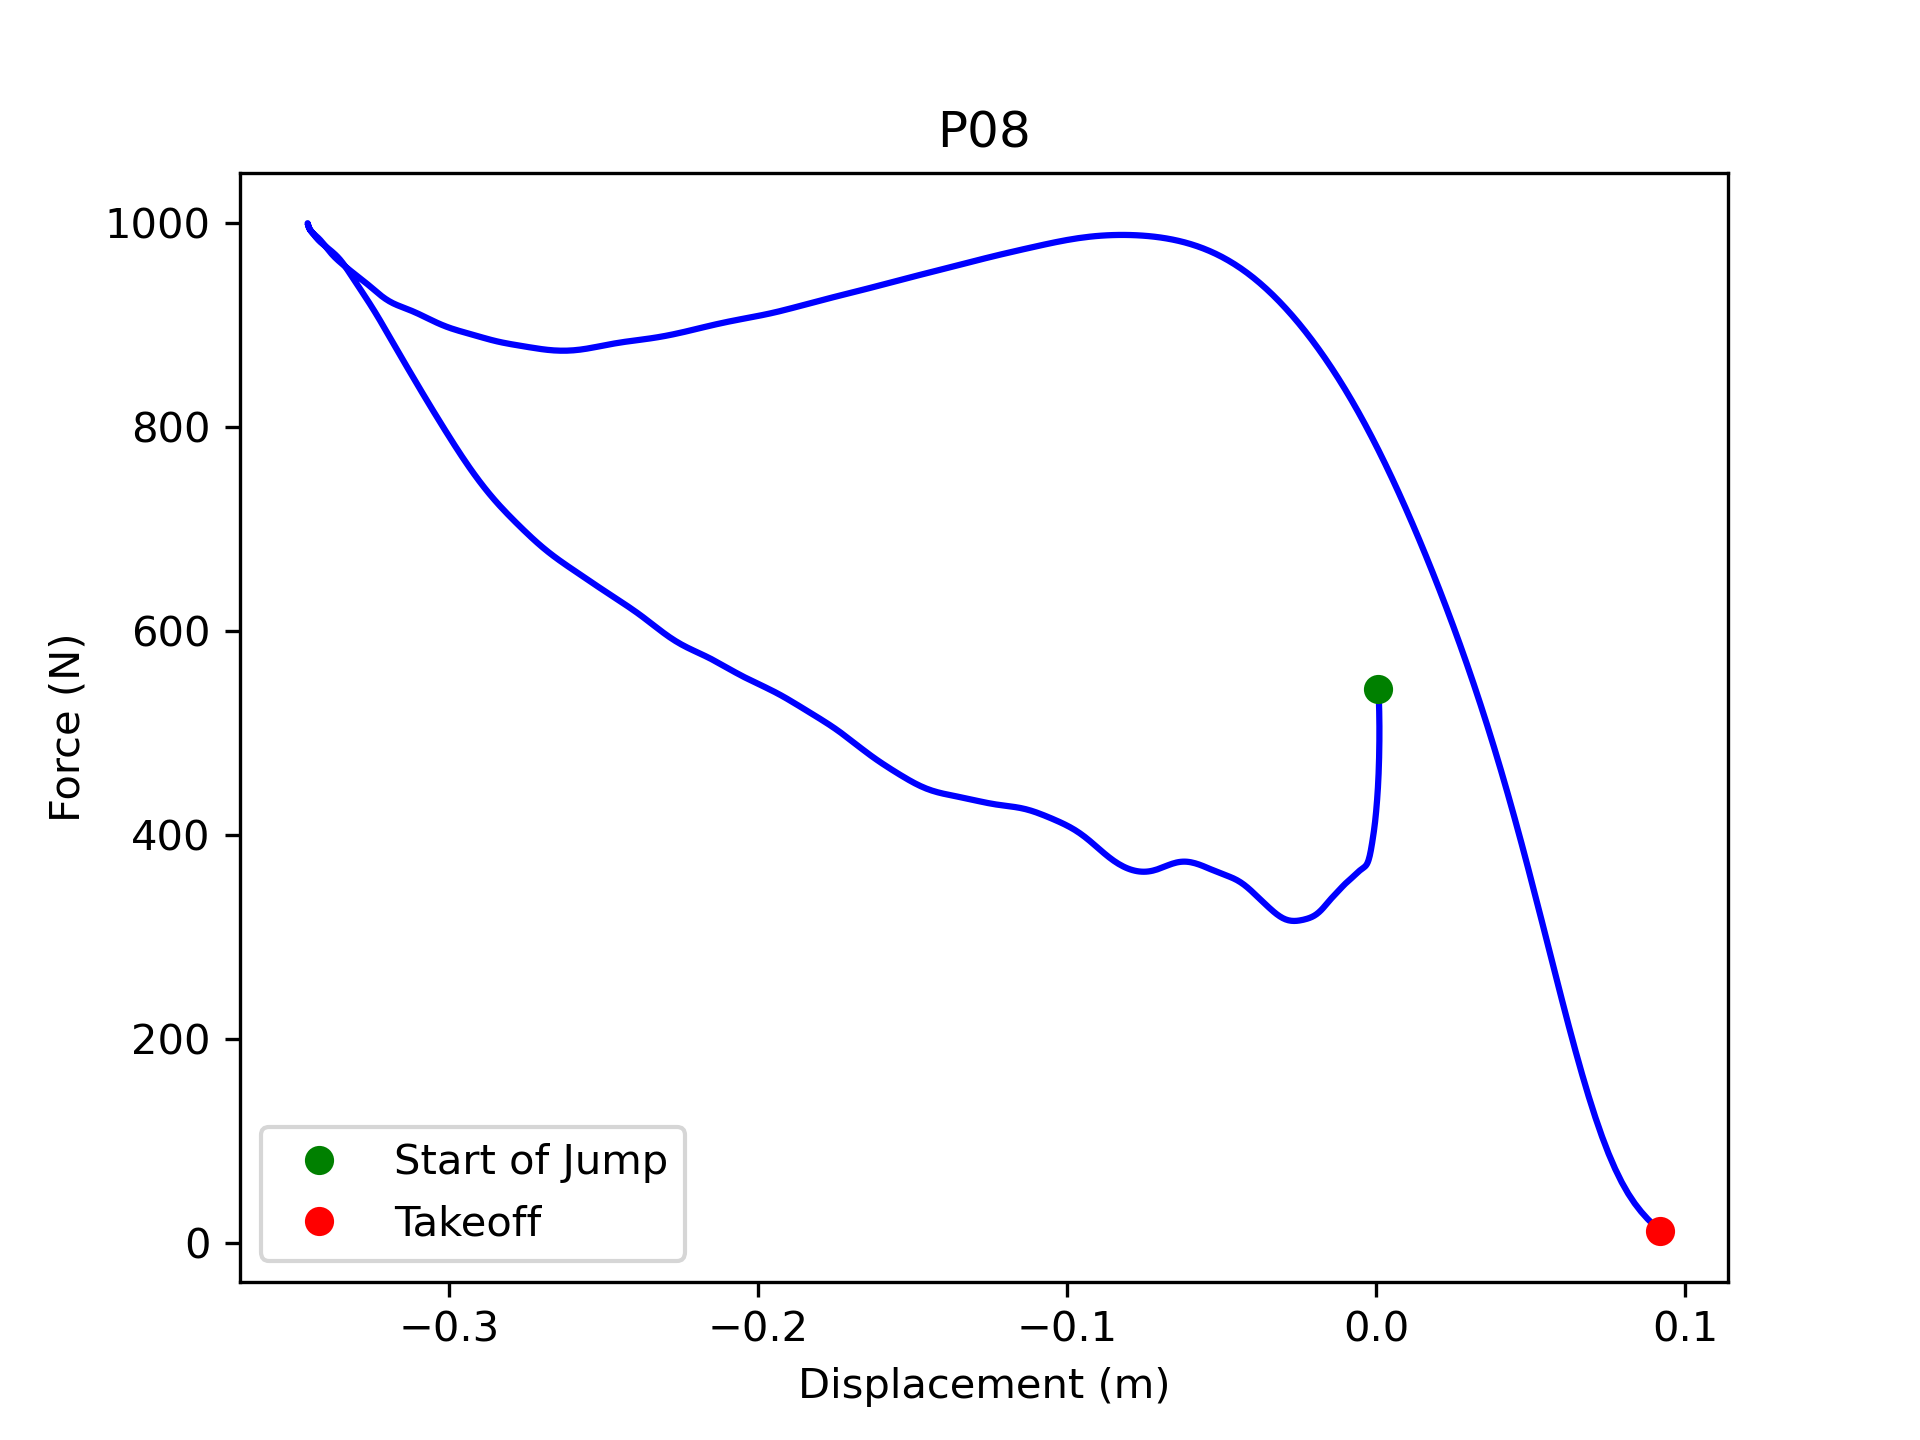 P08
1000
800
600
400
200
0
Force (N)
−0.3 −0.2 −0.1 0.0 0.1
Displacement (m)
Start of Jump
Takeoff